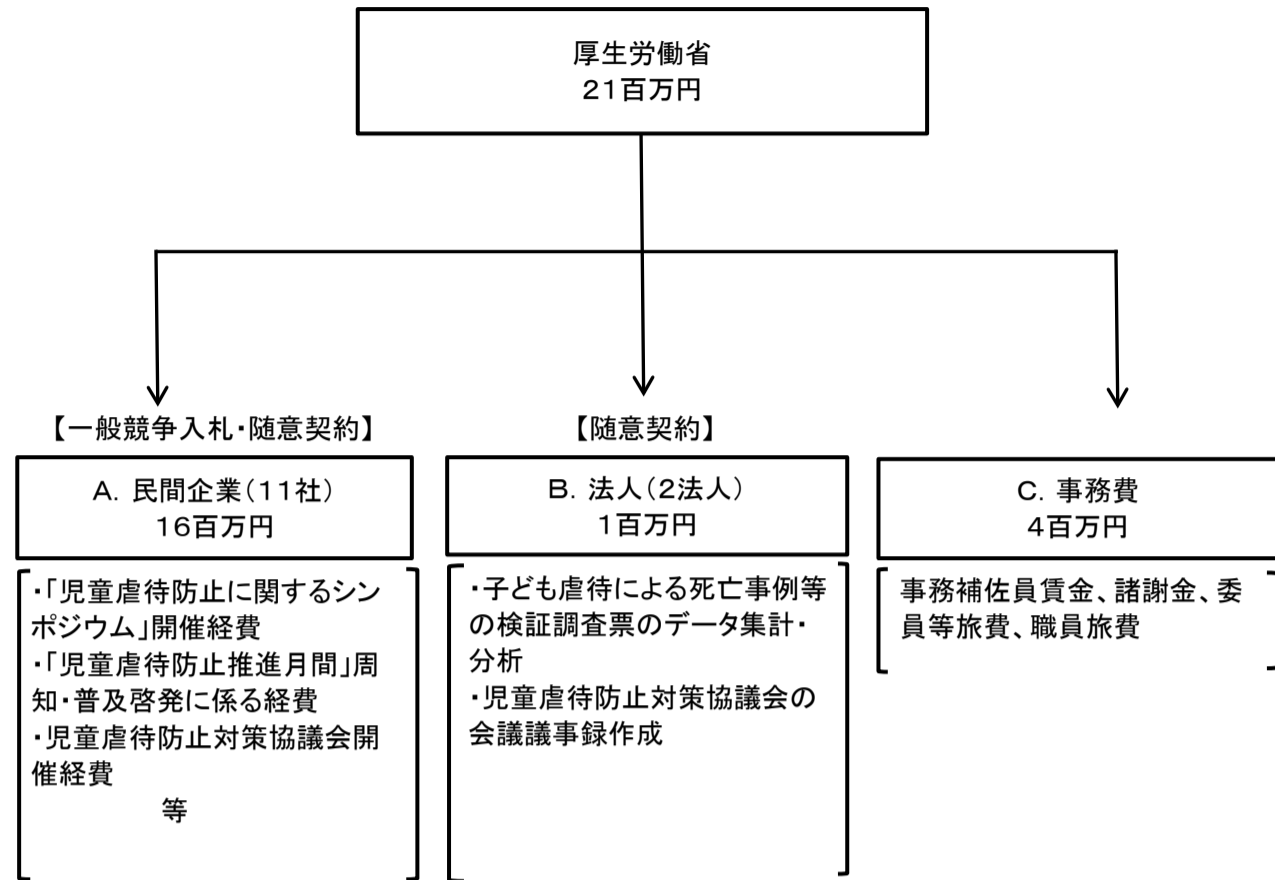 厚生労働省
21百万円
【一般競争入札・随意契約】
A. 民間企業(11社)
16百万円
・「児童虐待防止に関するシン
ポジウム」開催経費
・「児童虐待防止推進月間」周
知・普及啓発に係る経費
・児童虐待防止対策協議会開
催経費
等
【随意契約】
B. 法人(2法人)
1百万円
・子ども虐待による死亡事例等
の検証調査票のデータ集計・
分析
・児童虐待防止対策協議会の
会議議事録作成
C. 事務費
4百万円
事務補佐員賃金、諸謝金、委
員等旅費、職員旅費